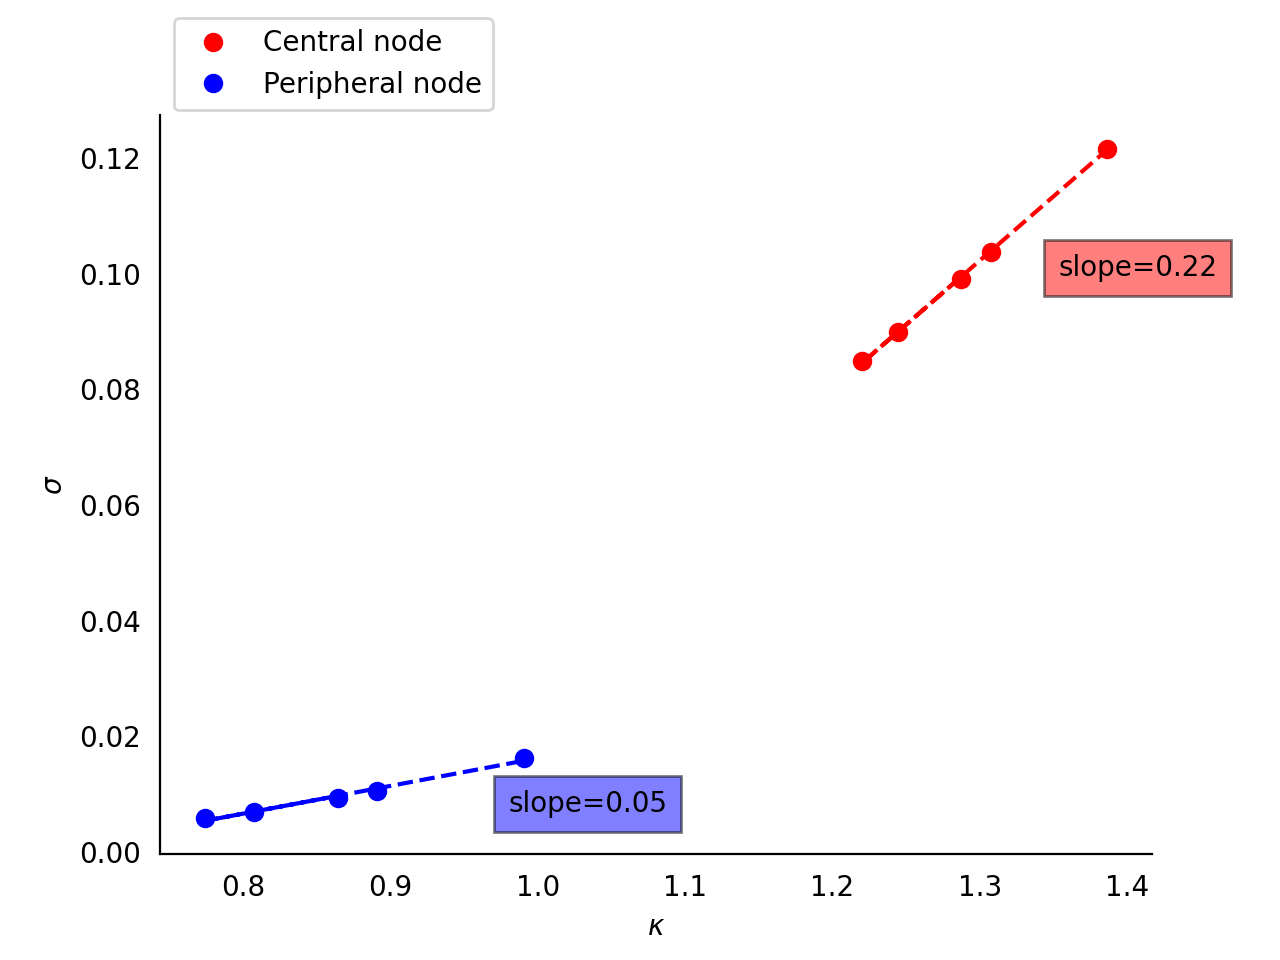 Central node
Peripheral node
0.12
0.10
0.08
0.06
0.04
0.02
0.00
σ
slope=0.22
slope=0.05
0.8 0.9 1.0 1.1 1.2 1.3 1.4
κ